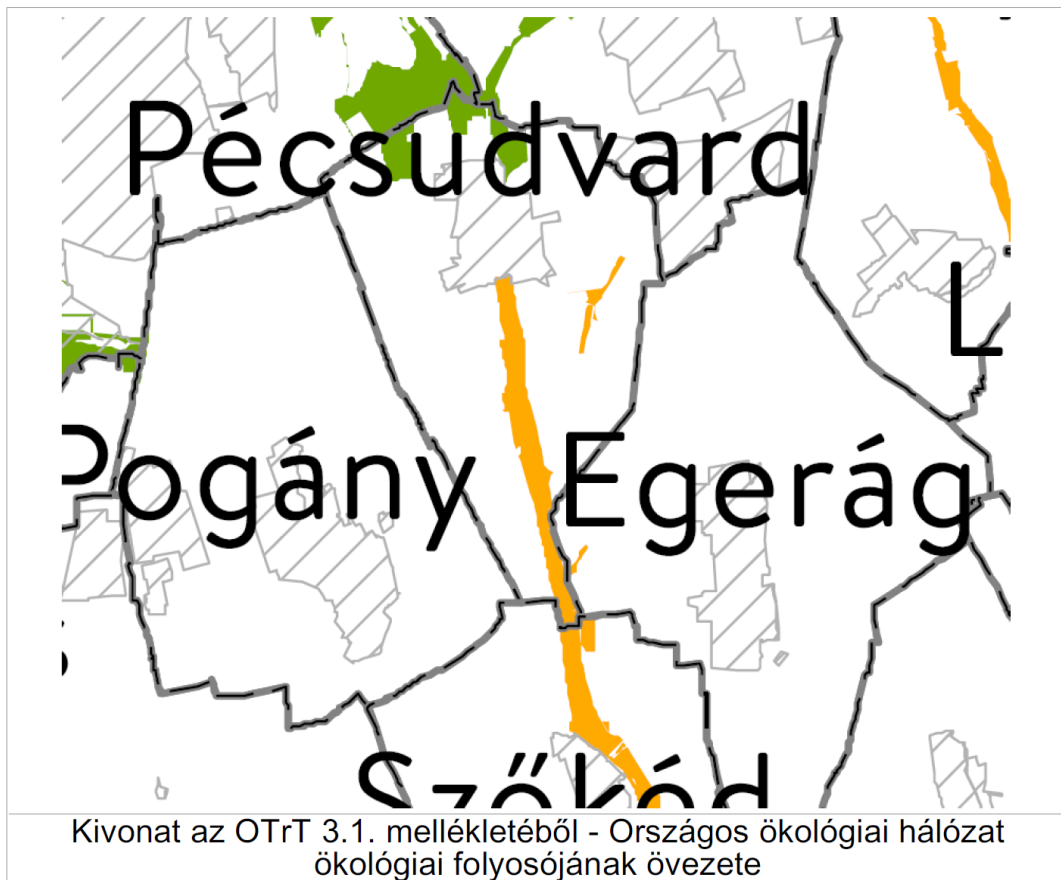 Pécsudvard
L
Pogány
Egerág
Szőkéd
Kivonat az OTrT 3.1. mellékletéből - Országos ökológiai hálózat
ökológiai folyosójának övezete